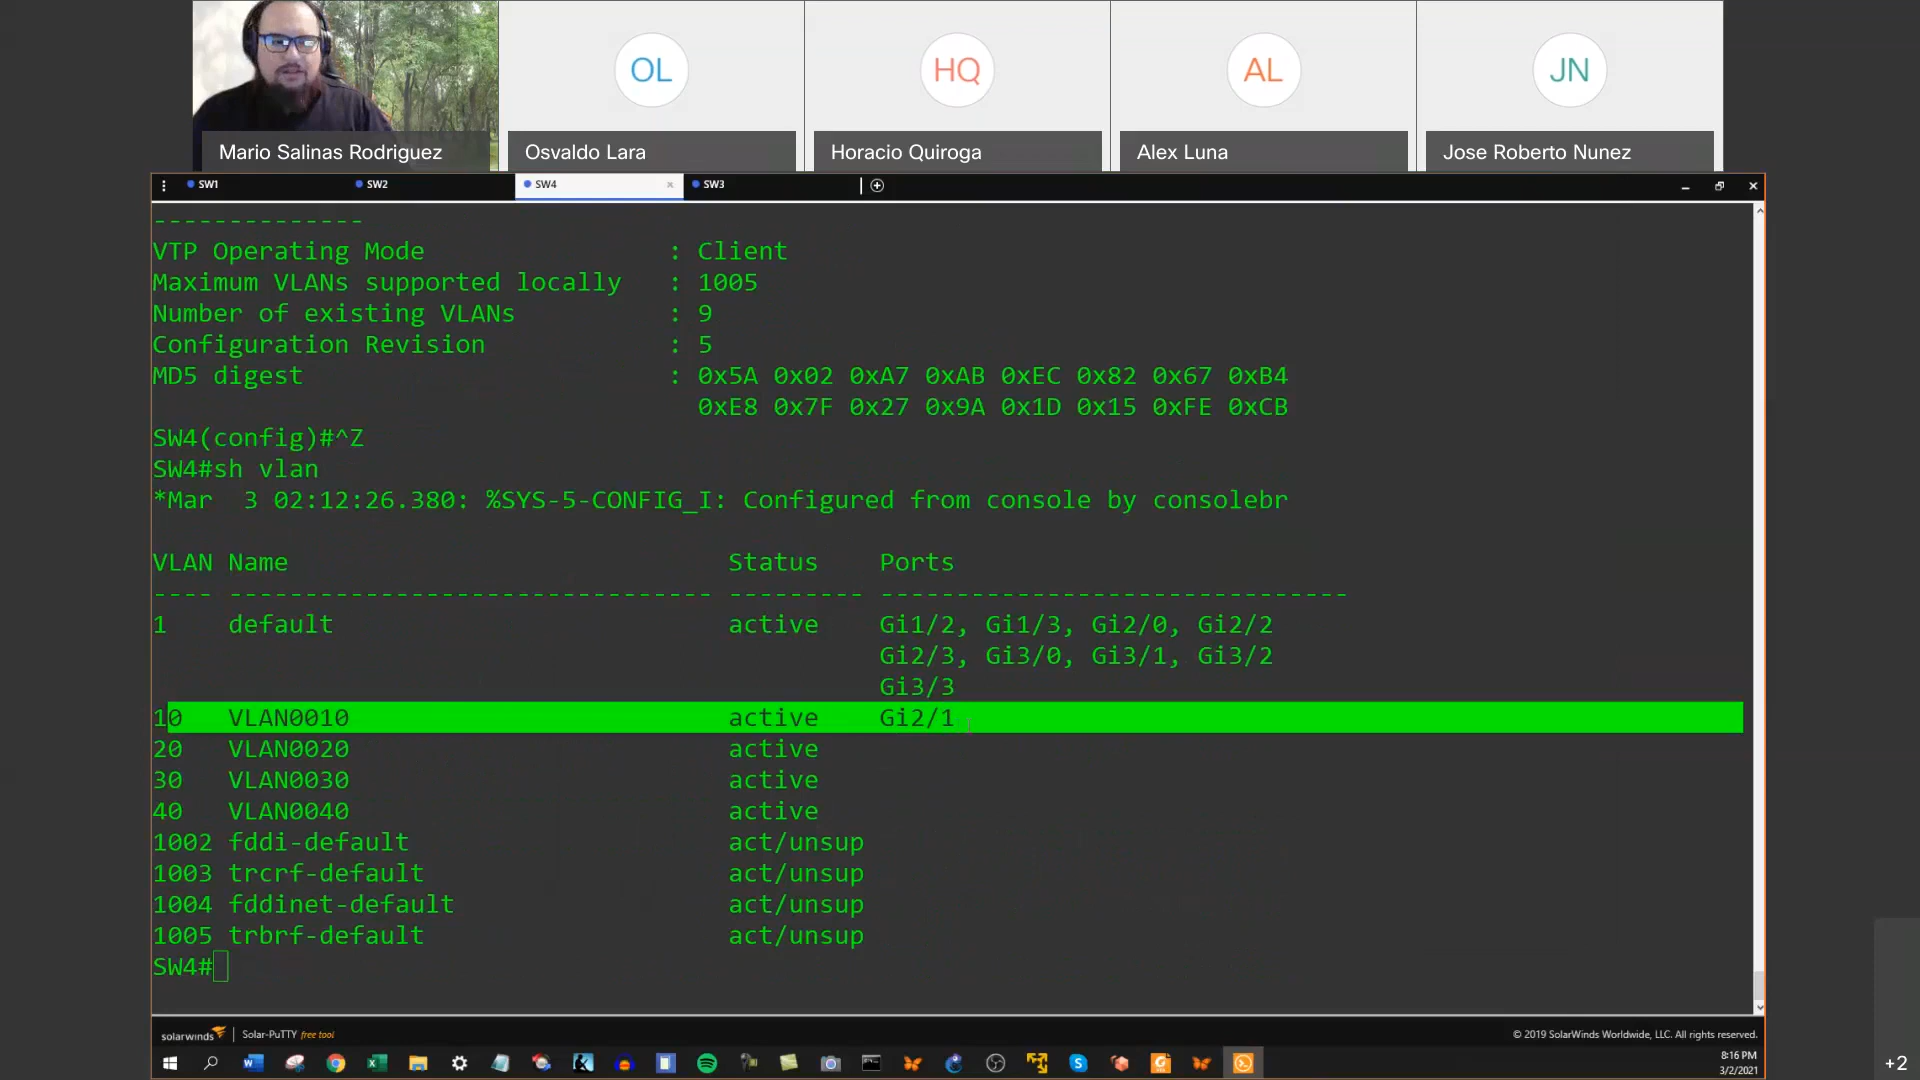 OL
HQ
AL
JN
Mario Salinas Rodriguez
Osvaldo Lara
Horacio Quiroga
Alex Luna
Jose Roberto Nunez
SW1
SW2
SW4
SW3
--------------
VTP Operating Mode : Client
Maximum VLANs supported locally : 1005
Number of existing VLANs : 9
Configuration Revision : 5
MD5 digest : 0x5A 0x02 0xA7 0xAB 0xEC 0x82 0x67 0xB4
0xE8 0x7F 0x27 0x9A 0x1D 0x15 0xFE 0xCB
SW4(config)#^Z
SW4#sh vlan
*Mar  3 02:12:26.380: %SYS-5-CONFIG_I: Configured from console by consolebr
VLAN Name Status Ports
---- -------------------------------- --------- -------------------------------
1 default active Gi1/2, Gi1/3, Gi2/0, Gi2/2
Gi2/3, Gi3/0, Gi3/1, Gi3/2
Gi3/3
10 VLAN0010 active Gi2/1
20 VLAN0020 active
30 VLAN0030 active
40 VLAN0040 active
1002 fddi-default act/unsup
1003 trcrf-default act/unsup
1004 fddinet-default act/unsup
1005 trbrf-default act/unsup
SW4#
solarwinds | Solar-PuTTY free tool
© 2019 SolarWinds Worldwide, LLC. All rights reserved.
8:16 PM
3/2/2021
+2